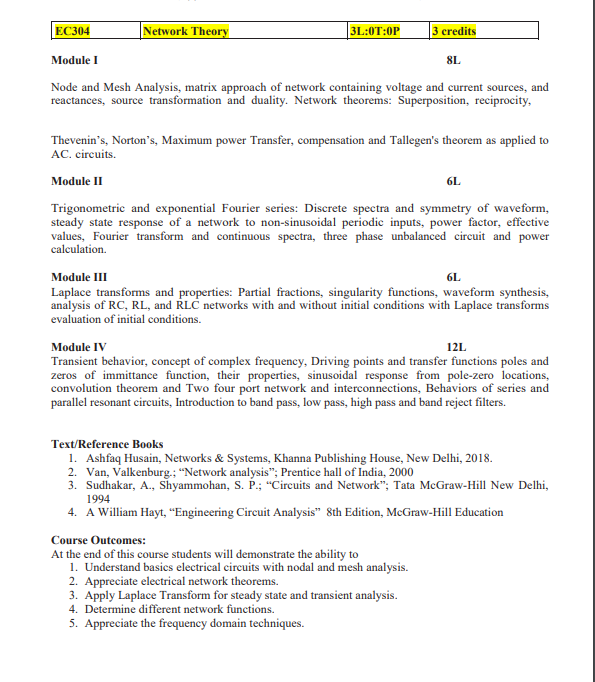 EC304 Network Theory 3L:0T:0P 3 credits
Module I 8L
Node and Mesh Analysis, matrix approach of network containing voltage and current sources, and
reactances, source transformation and duality. Network theorems: Superposition, reciprocity,
Thevenin's, Norton's, Maximum power Transfer, compensation and Tallegen's theorem as applied to
AC. circuits.
Module II 6L
Trigonometric and exponential Fourier series: Discrete spectra and symmetry of waveform,
steady state response of a network to non-sinusoidal periodic inputs, power factor, effective
values, Fourier transform and continuous spectra, three phase unbalanced circuit and power
calculation.
Module III 6L
Laplace transforms and properties: Partial fractions, singularity functions, waveform synthesis,
analysis of RC, RL, and RLC networks with and without initial conditions with Laplace transforms
evaluation of initial conditions.
Module IV 12L
Transient behavior, concept of complex frequency, Driving points and transfer functions poles and
zeros of immittance function, their properties, sinusoidal response from pole-zero locations,
convolution theorem and Two four port network and interconnections, Behaviors of series and
parallel resonant circuits, Introduction to band pass, low pass, high pass and band reject filters.
Text/Reference Books
1. Ashfaq Husain, Networks & Systems, Khanna Publishing House, New Delhi, 2018.
2. Van, Valkenburg.; “Network analysis”; Prentice hall of India, 2000
3. Sudhakar, A., Shyammohan, S. P.; “Circuits and Network”; Tata McGraw-Hill New Delhi,
1994
4. A William Hayt, “Engineering Circuit Analysis” 8th Edition, McGraw-Hill Education
Course Outcomes:
At the end of this course students will demonstrate the ability to
1. Understand basics electrical circuits with nodal and mesh analysis.
2. Appreciate electrical network theorems.
3. Apply Laplace Transform for steady state and transient analysis.
4. Determine different network functions.
5. Appreciate the frequency domain techniques.